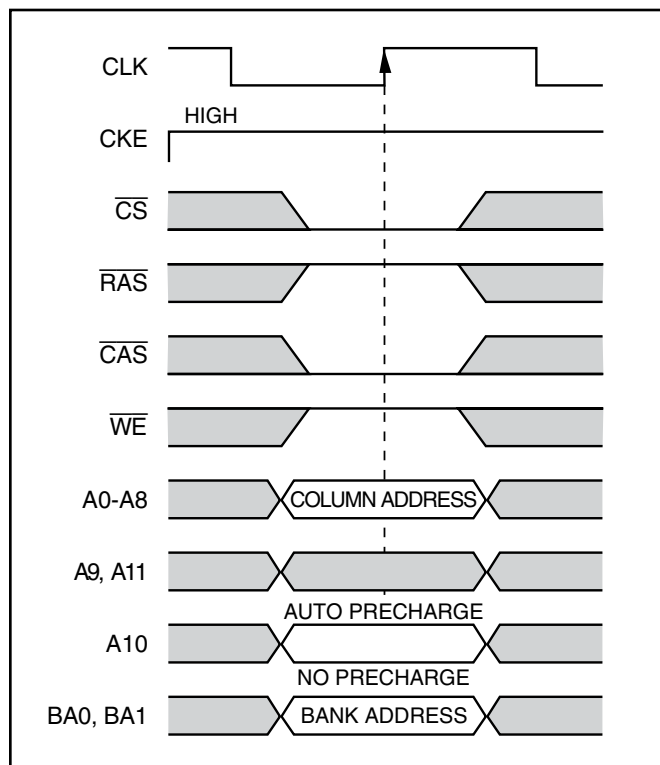 CLK
HIGH
CKE
CS
RAS
CAS
WE
A0-A8 COLUMN ADDRESS
A9, A11
AUTO PRECHARGE
A10
NO PRECHARGE
BA0, BA1 BANK ADDRESS